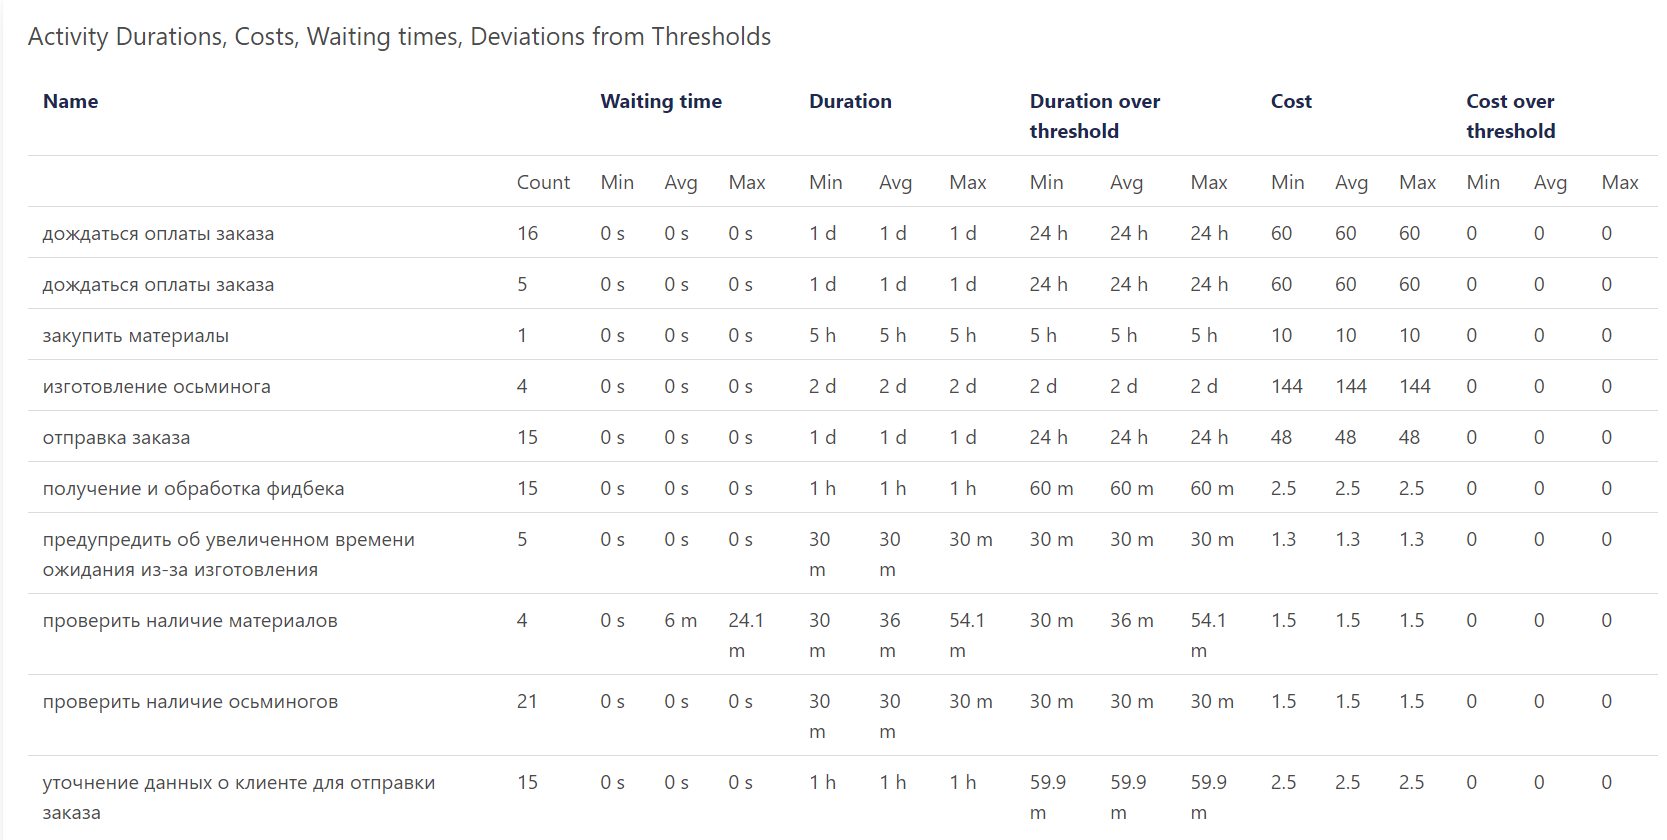 Activity Durations, Costs, Waiting times, Deviations from Thresholds
Name Waiting time Duration Duration over threshold Cost Cost over threshold
Count Min Avg Max Min Avg Max Min Avg Max Min Avg Max Min Avg Max
дождаться оплаты заказа 16 0 s 0 s 0 s 1 d 1 d 1 d 24 h 24 h 24 h 60 60 60 0 0 0
дождаться оплаты заказа 5 0 s 0 s 0 s 1 d 1 d 1 d 24 h 24 h 24 h 60 60 60 0 0 0
закупить материалы 1 0 s 0 s 0 s 5 h 5 h 5 h 5 h 5 h 5 h 10 10 10 0 0 0
изготовление осьминога 4 0 s 0 s 0 s 2 d 2 d 2 d 2 d 2 d 2 d 144 144 144 0 0 0
отправка заказа 15 0 s 0 s 0 s 1 d 1 d 1 d 24 h 24 h 24 h 48 48 48 0 0 0
получение и обработка фидбека 15 0 s 0 s 0 s 1 h 1 h 1 h 60 m 60 m 60 m 2.5 2.5 2.5 0 0 0
предупредить об увеличенном времени ожидания из-за изготовления 5 0 s 0 s 0 s 30 m 30 m 30 m 30 m 30 m 30 m 1.3 1.3 1.3 0 0 0
проверить наличие материалов 4 0 s 6 m 24.1 m 30 m 36 m 54.1 m 30 m 36 m 54.1 m 1.5 1.5 1.5 0 0 0
проверить наличие осьминогов 21 0 s 0 s 0 s 30 m 30 m 30 m 30 m 30 m 30 m 1.5 1.5 1.5 0 0 0
уточнение данных о клиенте для отправки заказа 15 0 s 0 s 0 s 1 h 1 h 1 h 59.9 m 59.9 m 59.9 m 2.5 2.5 2.5 0 0 0